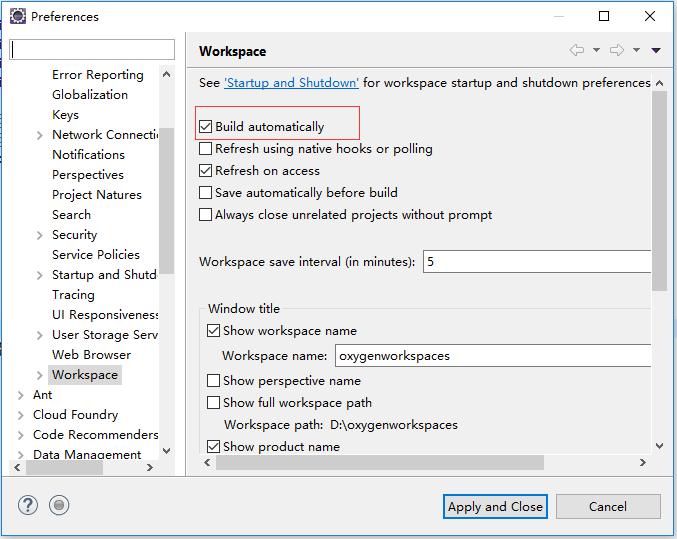 Preferences
Workspace
See 'Startup and Shutdown' for workspace startup and shutdown preferences
Error Reporting
Globalization
Keys
Network Connectio
Notifications
Perspectives
Project Natures
Search
Security
Service Policies
Startup and Shutd
Tracing
UI Responsiveness
User Storage Serv
Web Browser
Workspace
Ant
Cloud Foundry
Code Recommenders
Data Management
Build automatically
Refresh using native hooks or polling
Refresh on access
Save automatically before build
Always close unrelated projects without prompt
Workspace save interval (in minutes): 5
Window title
Show workspace name
Workspace name: oxygenworkspaces
Show perspective name
Show full workspace path
Workspace path: D:\oxygenworkspaces
Show product name
?
Apply and Close
Cancel